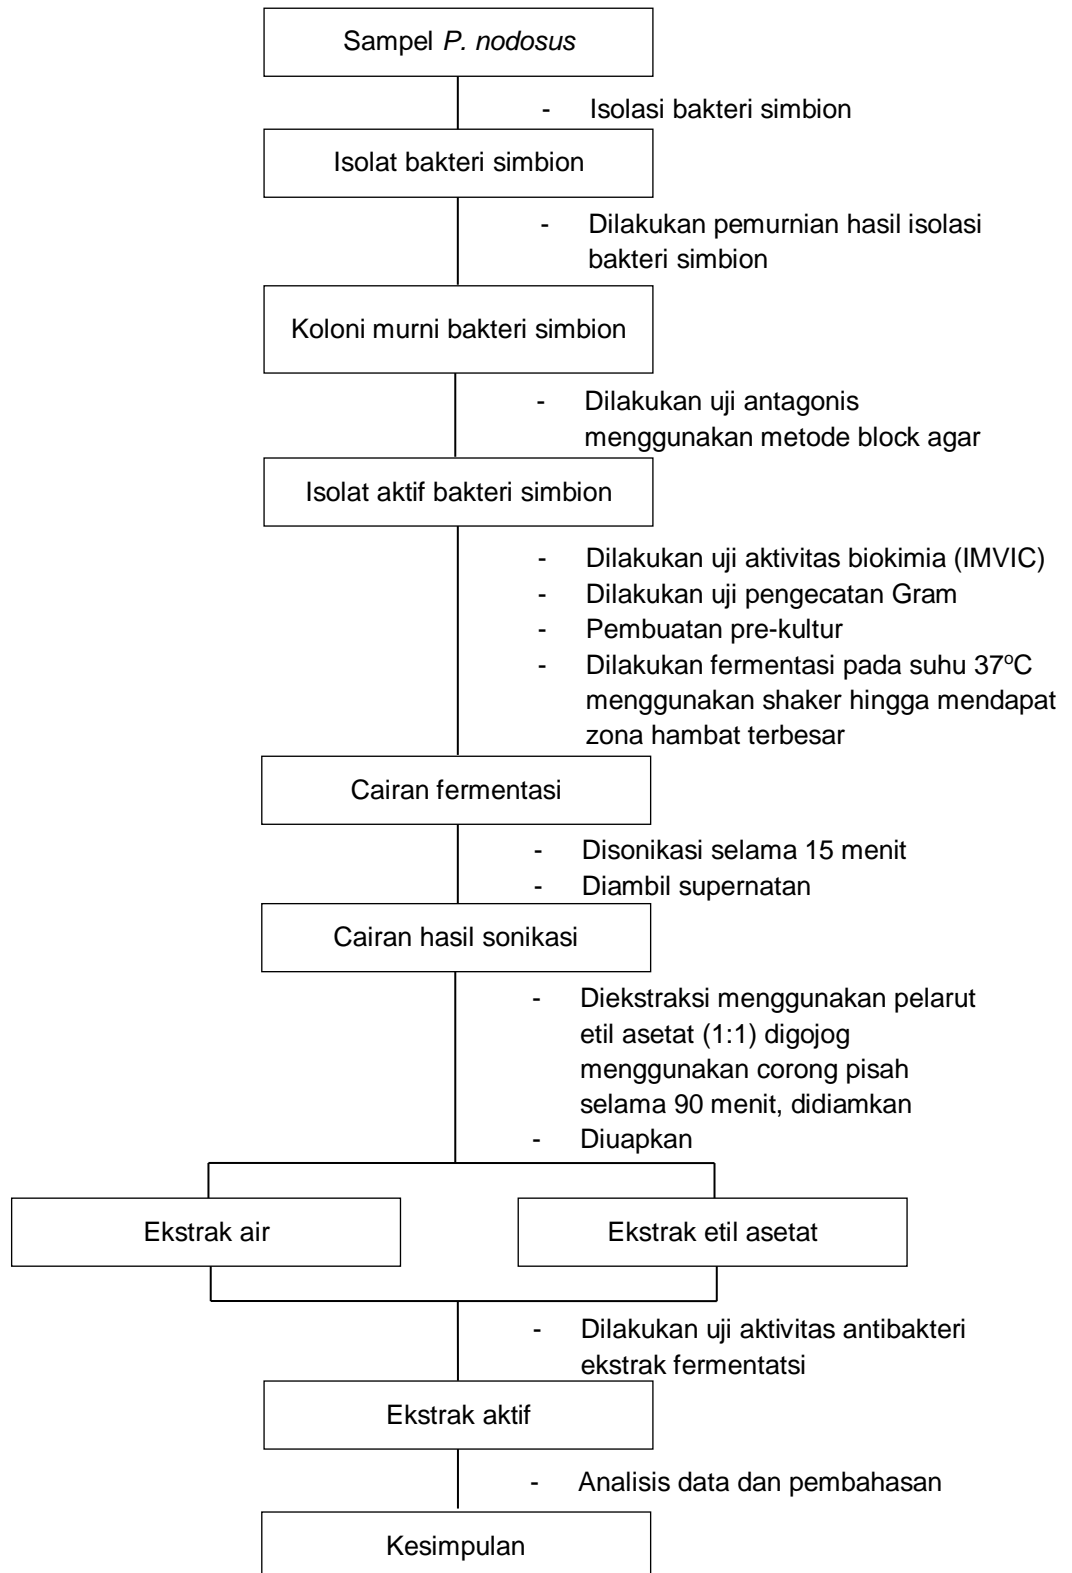 Sampel P. nodosus
- Isolasi bakteri simbion
Isolat bakteri simbion
- Dilakukan pemurnian hasil isolasi
bakteri simbion
Koloni murni bakteri simbion
- Dilakukan uji antagonis
menggunakan metode block agar
Isolat aktif bakteri simbion
- Dilakukan uji aktivitas biokimia (IMVIC)
- Dilakukan uji pengecatan Gram
- Pembuatan pre-kultur
- Dilakukan fermentasi pada suhu 37oC
menggunakan shaker hingga mendapat
zona hambat terbesar
Cairan fermentasi
- Disonikasi selama 15 menit
- Diambil supernatan
Cairan hasil sonikasi
- Diekstraksi menggunakan pelarut
etil asetat (1:1) digojog
menggunakan corong pisah
selama 90 menit, didiamkan
- Diuapkan
Ekstrak air
Ekstrak etil asetat
- Dilakukan uji aktivitas antibakteri
ekstrak fermentatsi
Ekstrak aktif
- Analisis data dan pembahasan
Kesimpulan